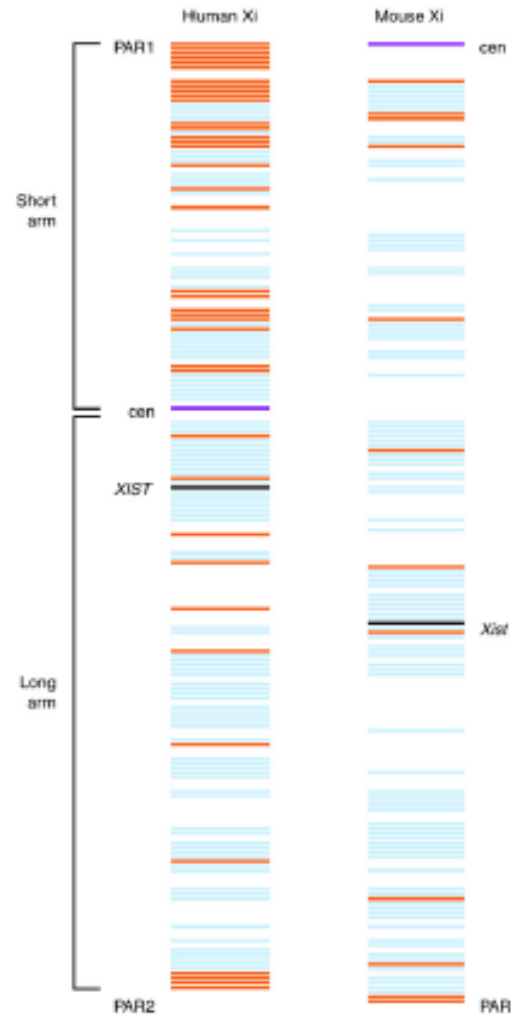 Human Xi
Mouse Xi
PAR1
cen
Short
arm
cen
XIST
Xist
Long
arm
PAR2
PAR